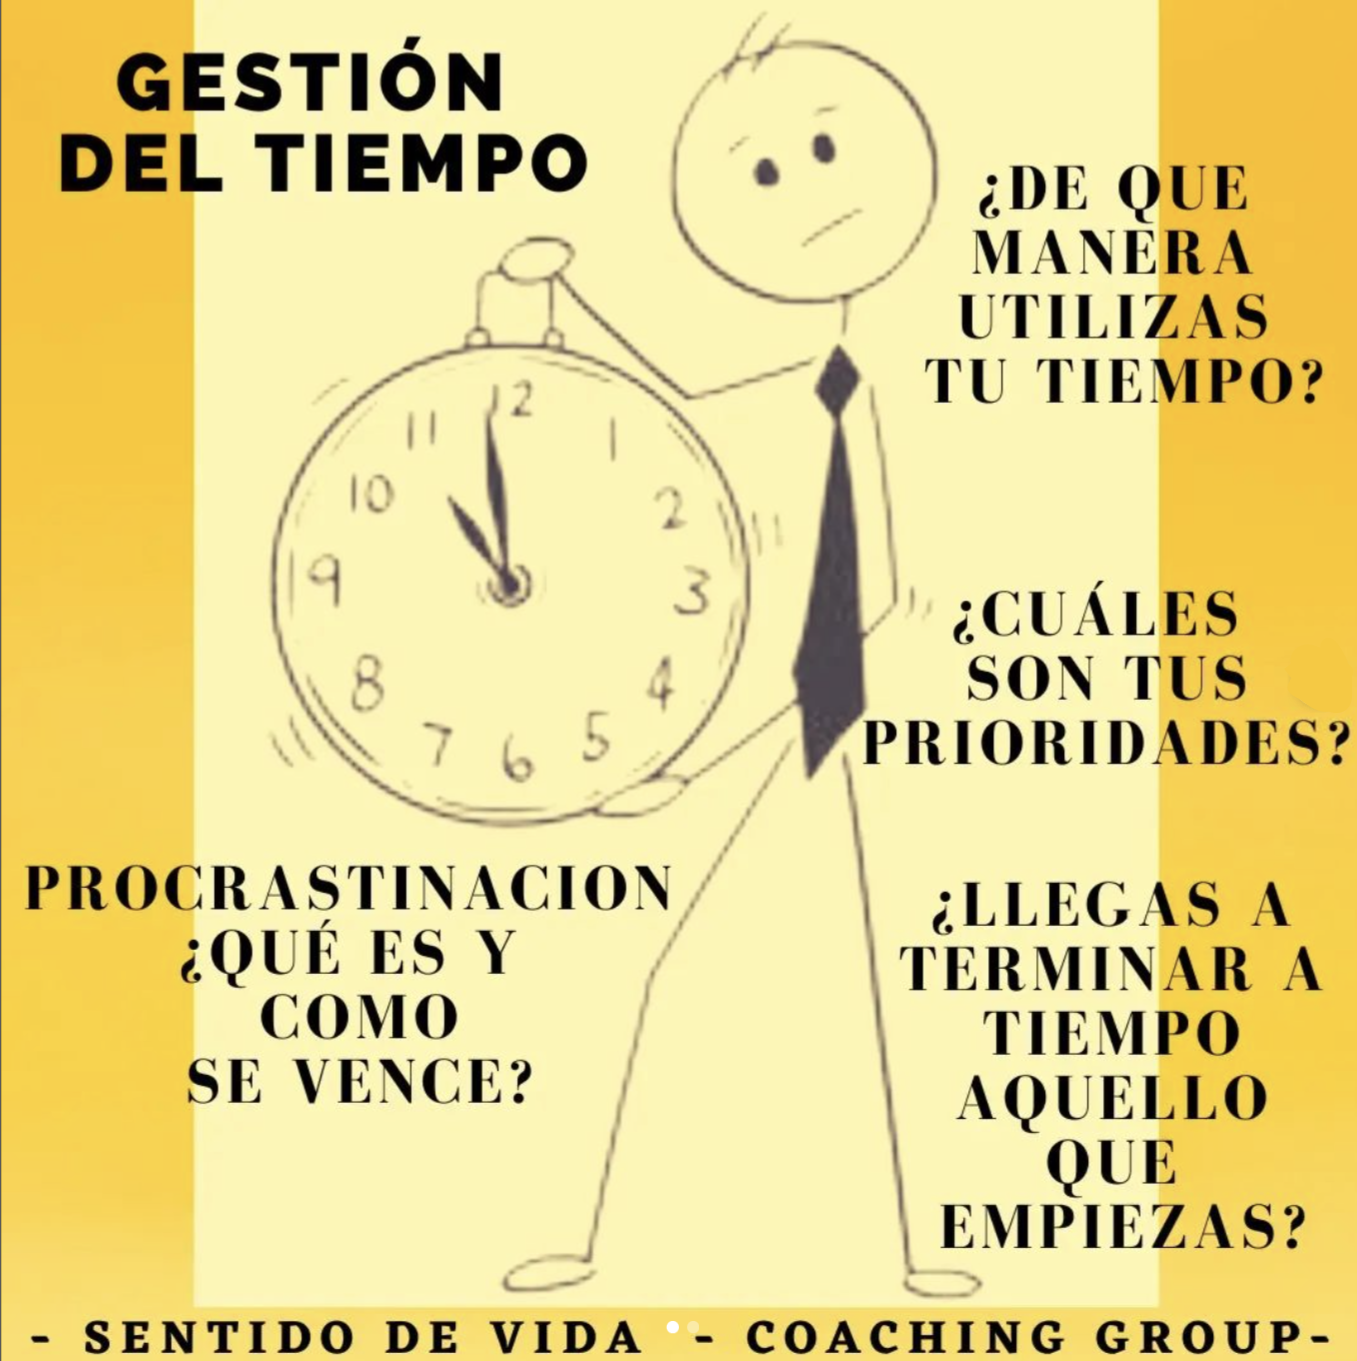 GESTIÓN
DEL TIEMPO
¿DE QUE
MANERA
UTILIZAS
TU TIEMPO?
12
11
1
10
2
9
3
8
4
7
5
6
¿CUÁLES
SON TUS
PRIORIDADES?
PROCRASTINACION
¿QUÉ ES Y
COMO
SE VENCE?
¿LLEGAS A
TERMINAR A
TIEMPO
AQUELLO
QUE
EMPIEZAS?
- SENTIDO DE VIDA - COACHING GROUP-